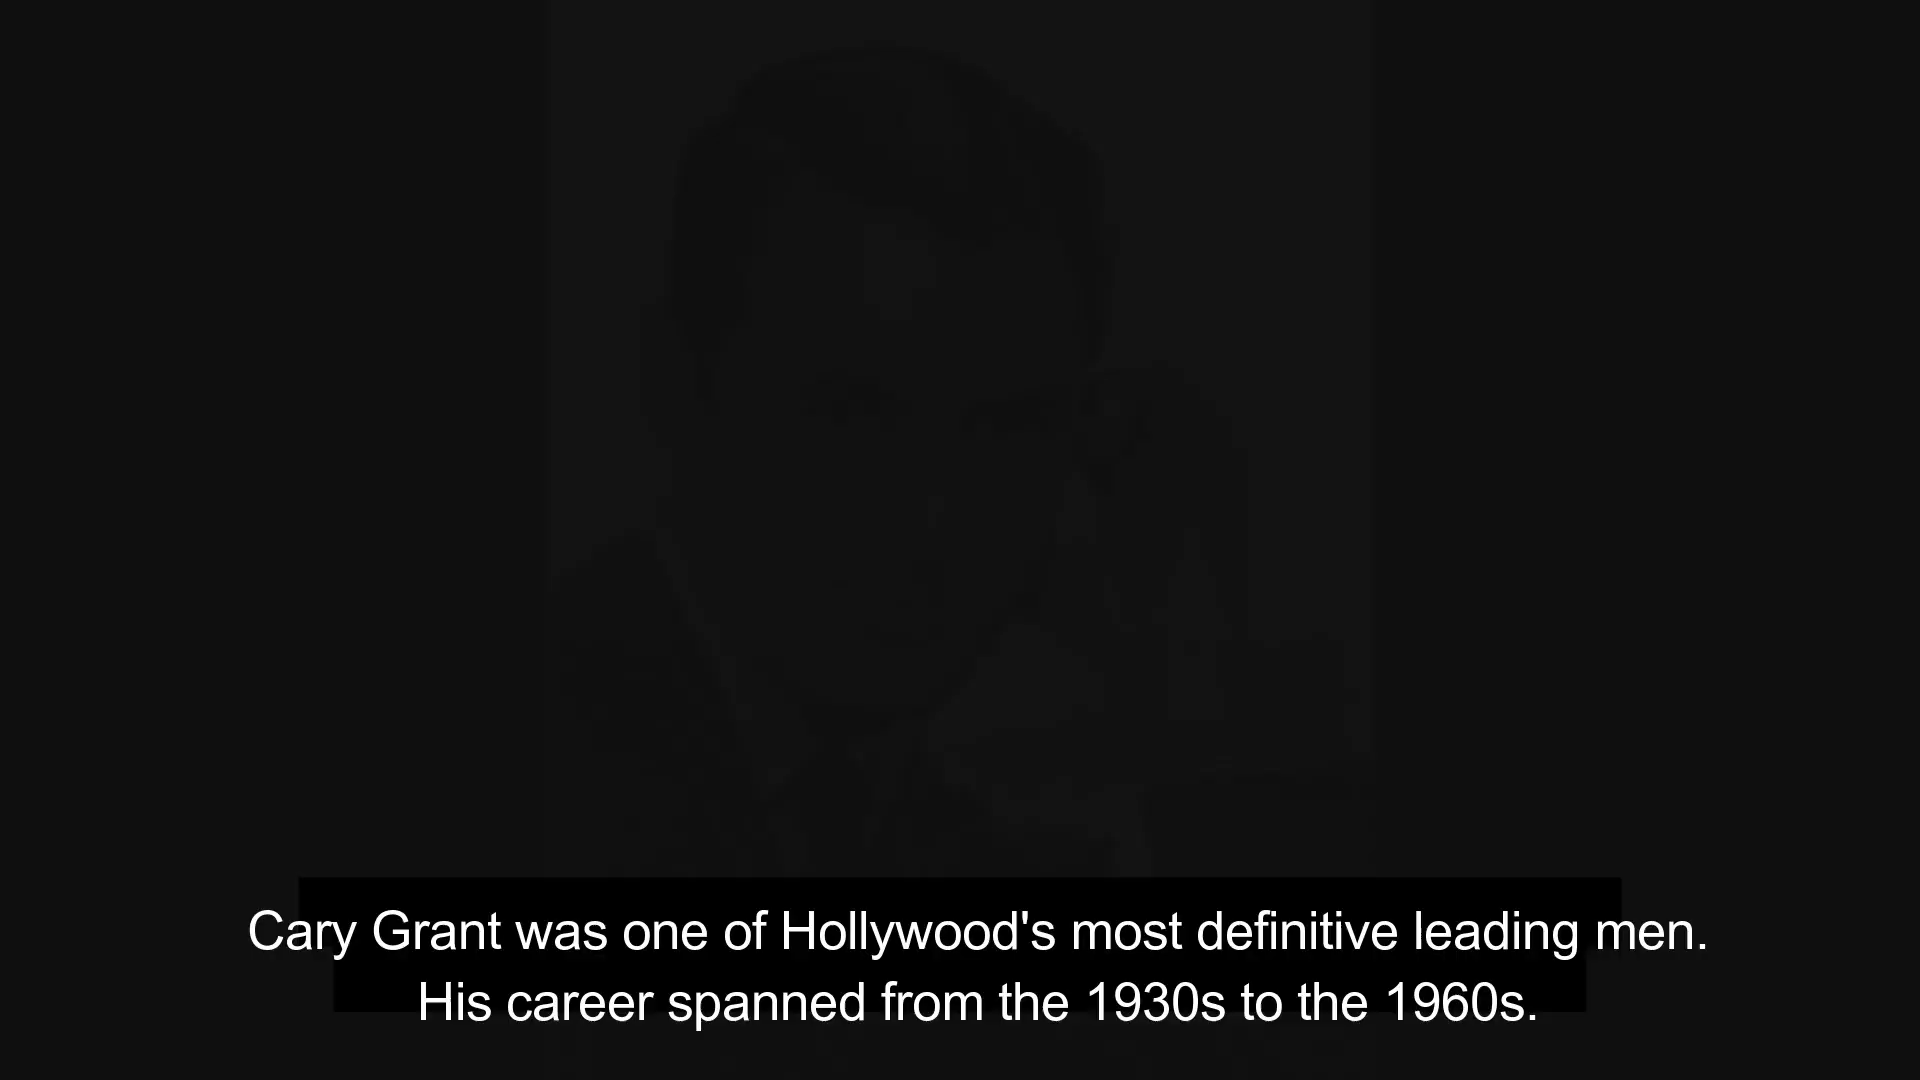 Cary Grant was one of Hollywood's most definitive leading men.
His career spanned from the 1930s to the 1960s.